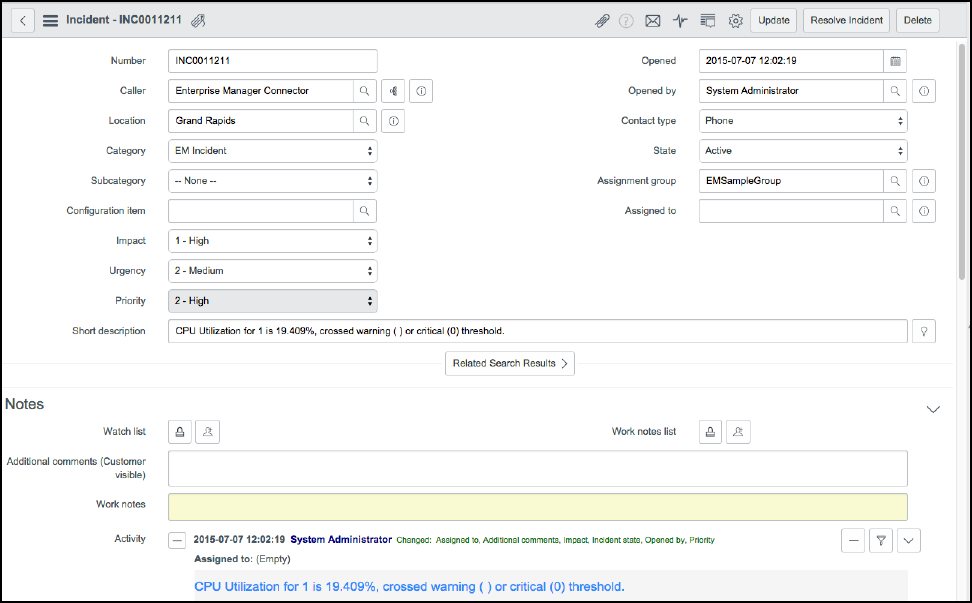 Incident - INC0011211
Update
Resolve Incident
Delete
Number INC0011211
Opened 2015-07-07 12:02:19
Caller Enterprise Manager Connector
Opened by System Administrator
Location Grand Rapids
Contact type Phone
Category EM Incident
State Active
Subcategory -- None --
Assignment group EMSampleGroup
Configuration item
Assigned to
Impact 1 - High
Urgency 2 - Medium
Priority 2 - High
Short description CPU Utilization for 1 is 19.409%, crossed warning ( ) or critical (0) threshold.
Related Search Results
Notes
Watch list
Work notes list
Additional comments (Customer
visible)
Work notes
Activity 2015-07-07 12:02:19 System Administrator Changed: Assigned to, Additional comments, Impact, Incident state, Opened by, Priority
Assigned to: (Empty)
CPU Utilization for 1 is 19.409%, crossed warning ( ) or critical (0) threshold.